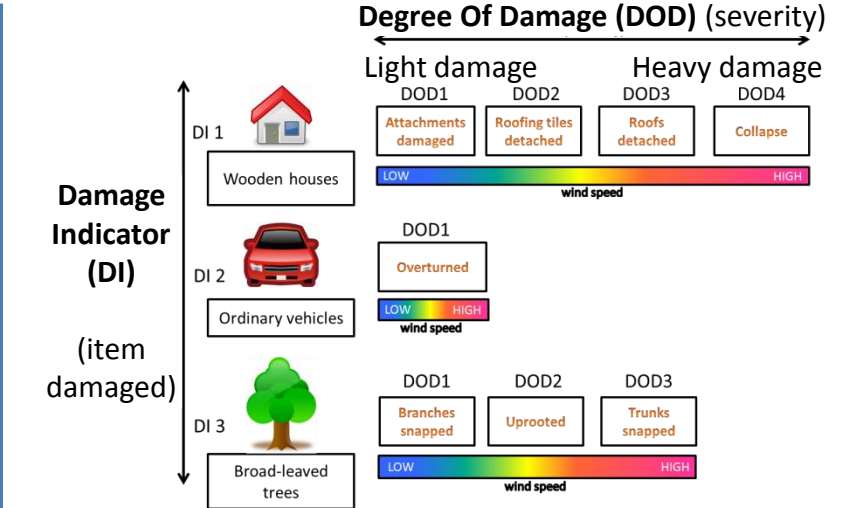 Degree Of Damage (DOD) (severity)
Light damage Heavy damage
DOD1 DOD2 DOD3 DOD4
DI 1
Attachments
damaged
Roofing tiles
detached
Roofs
detached
Collapse
Wooden houses
LOW HIGH
wind speed
Damage
Indicator
(DI)
(item
damaged)
DOD1
DI 2
Overturned
Ordinary vehicles
LOW HIGH
wind speed
DOD1 DOD2 DOD3
DI 3
Branches
snapped
Uprooted
Trunks
snapped
Broad-leaved
trees
LOW HIGH
wind speed